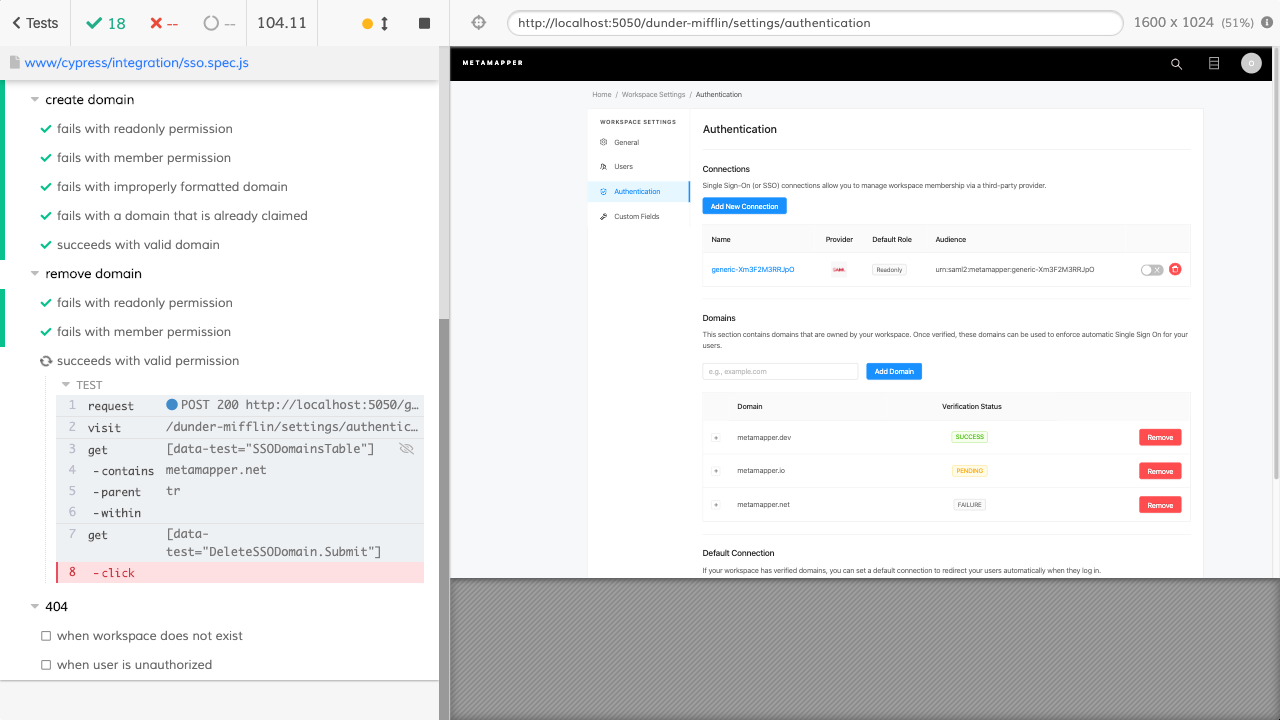 Tests
18
--
--
104.11
http://localhost:5050/dunder-mifflin/settings/authentication
1600 x 1024 (51%)
www/cypress/integration/sso.spec.js
create domain
fails with readonly permission
fails with member permission
fails with improperly formatted domain
fails with a domain that is already claimed
succeeds with valid domain
remove domain
fails with readonly permission
fails with member permission
succeeds with valid permission
TEST
1 request POST 200 http://localhost:5050/g…
2 visit /dunder-mifflin/settings/authentic…
3 get [data-test="SSODomainsTable"]
4 -contains metamapper.net
5 -parent tr
6 -within
7 get [data-
test="DeleteSSODomain.Submit"]
8 -click
404
when workspace does not exist
when user is unauthorized
METAMAPPER
O
Home / Workspace Settings / Authentication
WORKSPACE SETTINGS
General
Users
Authentication
Custom Fields
Authentication
Connections
Single Sign-On (or SSO) connections allow you to manage workspace membership via a third-party provider.
Add New Connection
Name Provider Default Role Audience
generic-Xm3F2M3RRJpO SAML Readonly urn:saml2:metamapper:generic-Xm3F2M3RRJpO
Domains
This section contains domains that are owned by your workspace. Once verified, these domains can be used to enforce automatic Single Sign On for your
users.
e.g., example.com
Add Domain
Domain Verification Status
+ metamapper.dev SUCCESS Remove
+ metamapper.io PENDING Remove
+ metamapper.net FAILURE Remove
Default Connection
If your workspace has verified domains, you can set a default connection to redirect your users automatically when they log in.